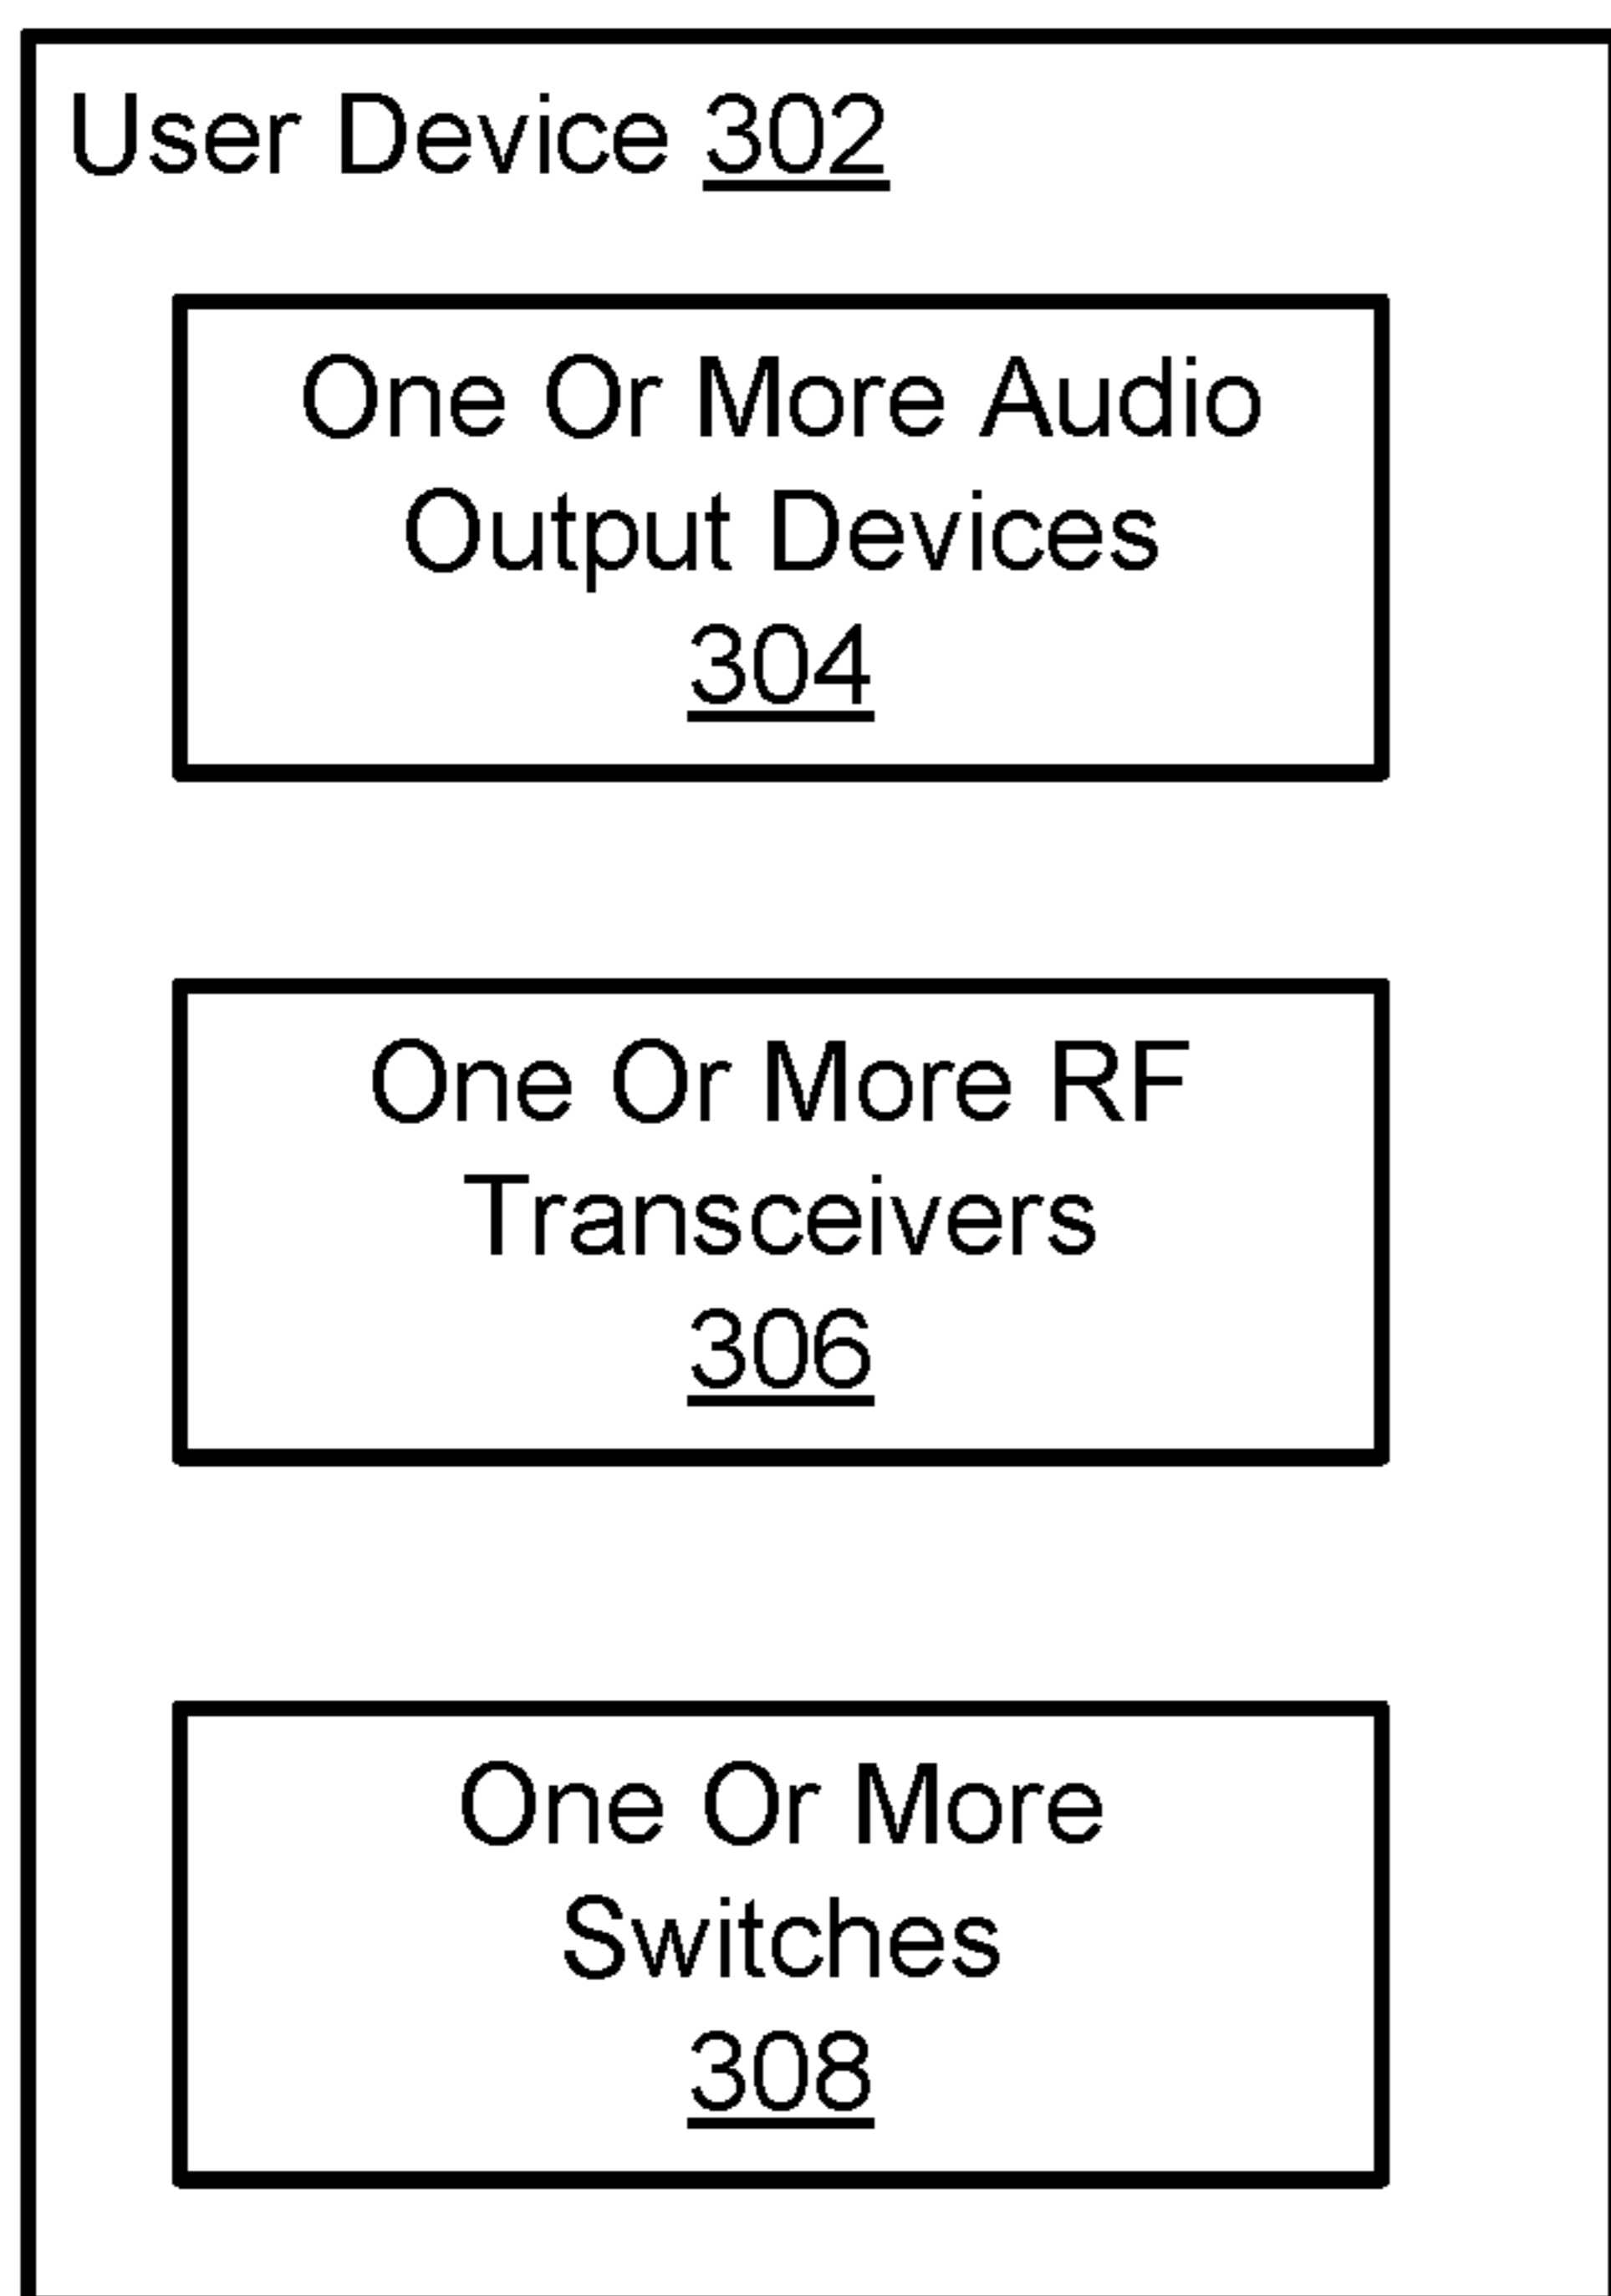 User Device 302
One Or More Audio
Output Devices
304
One Or More RF
Transceivers
306
One Or More
Switches
308